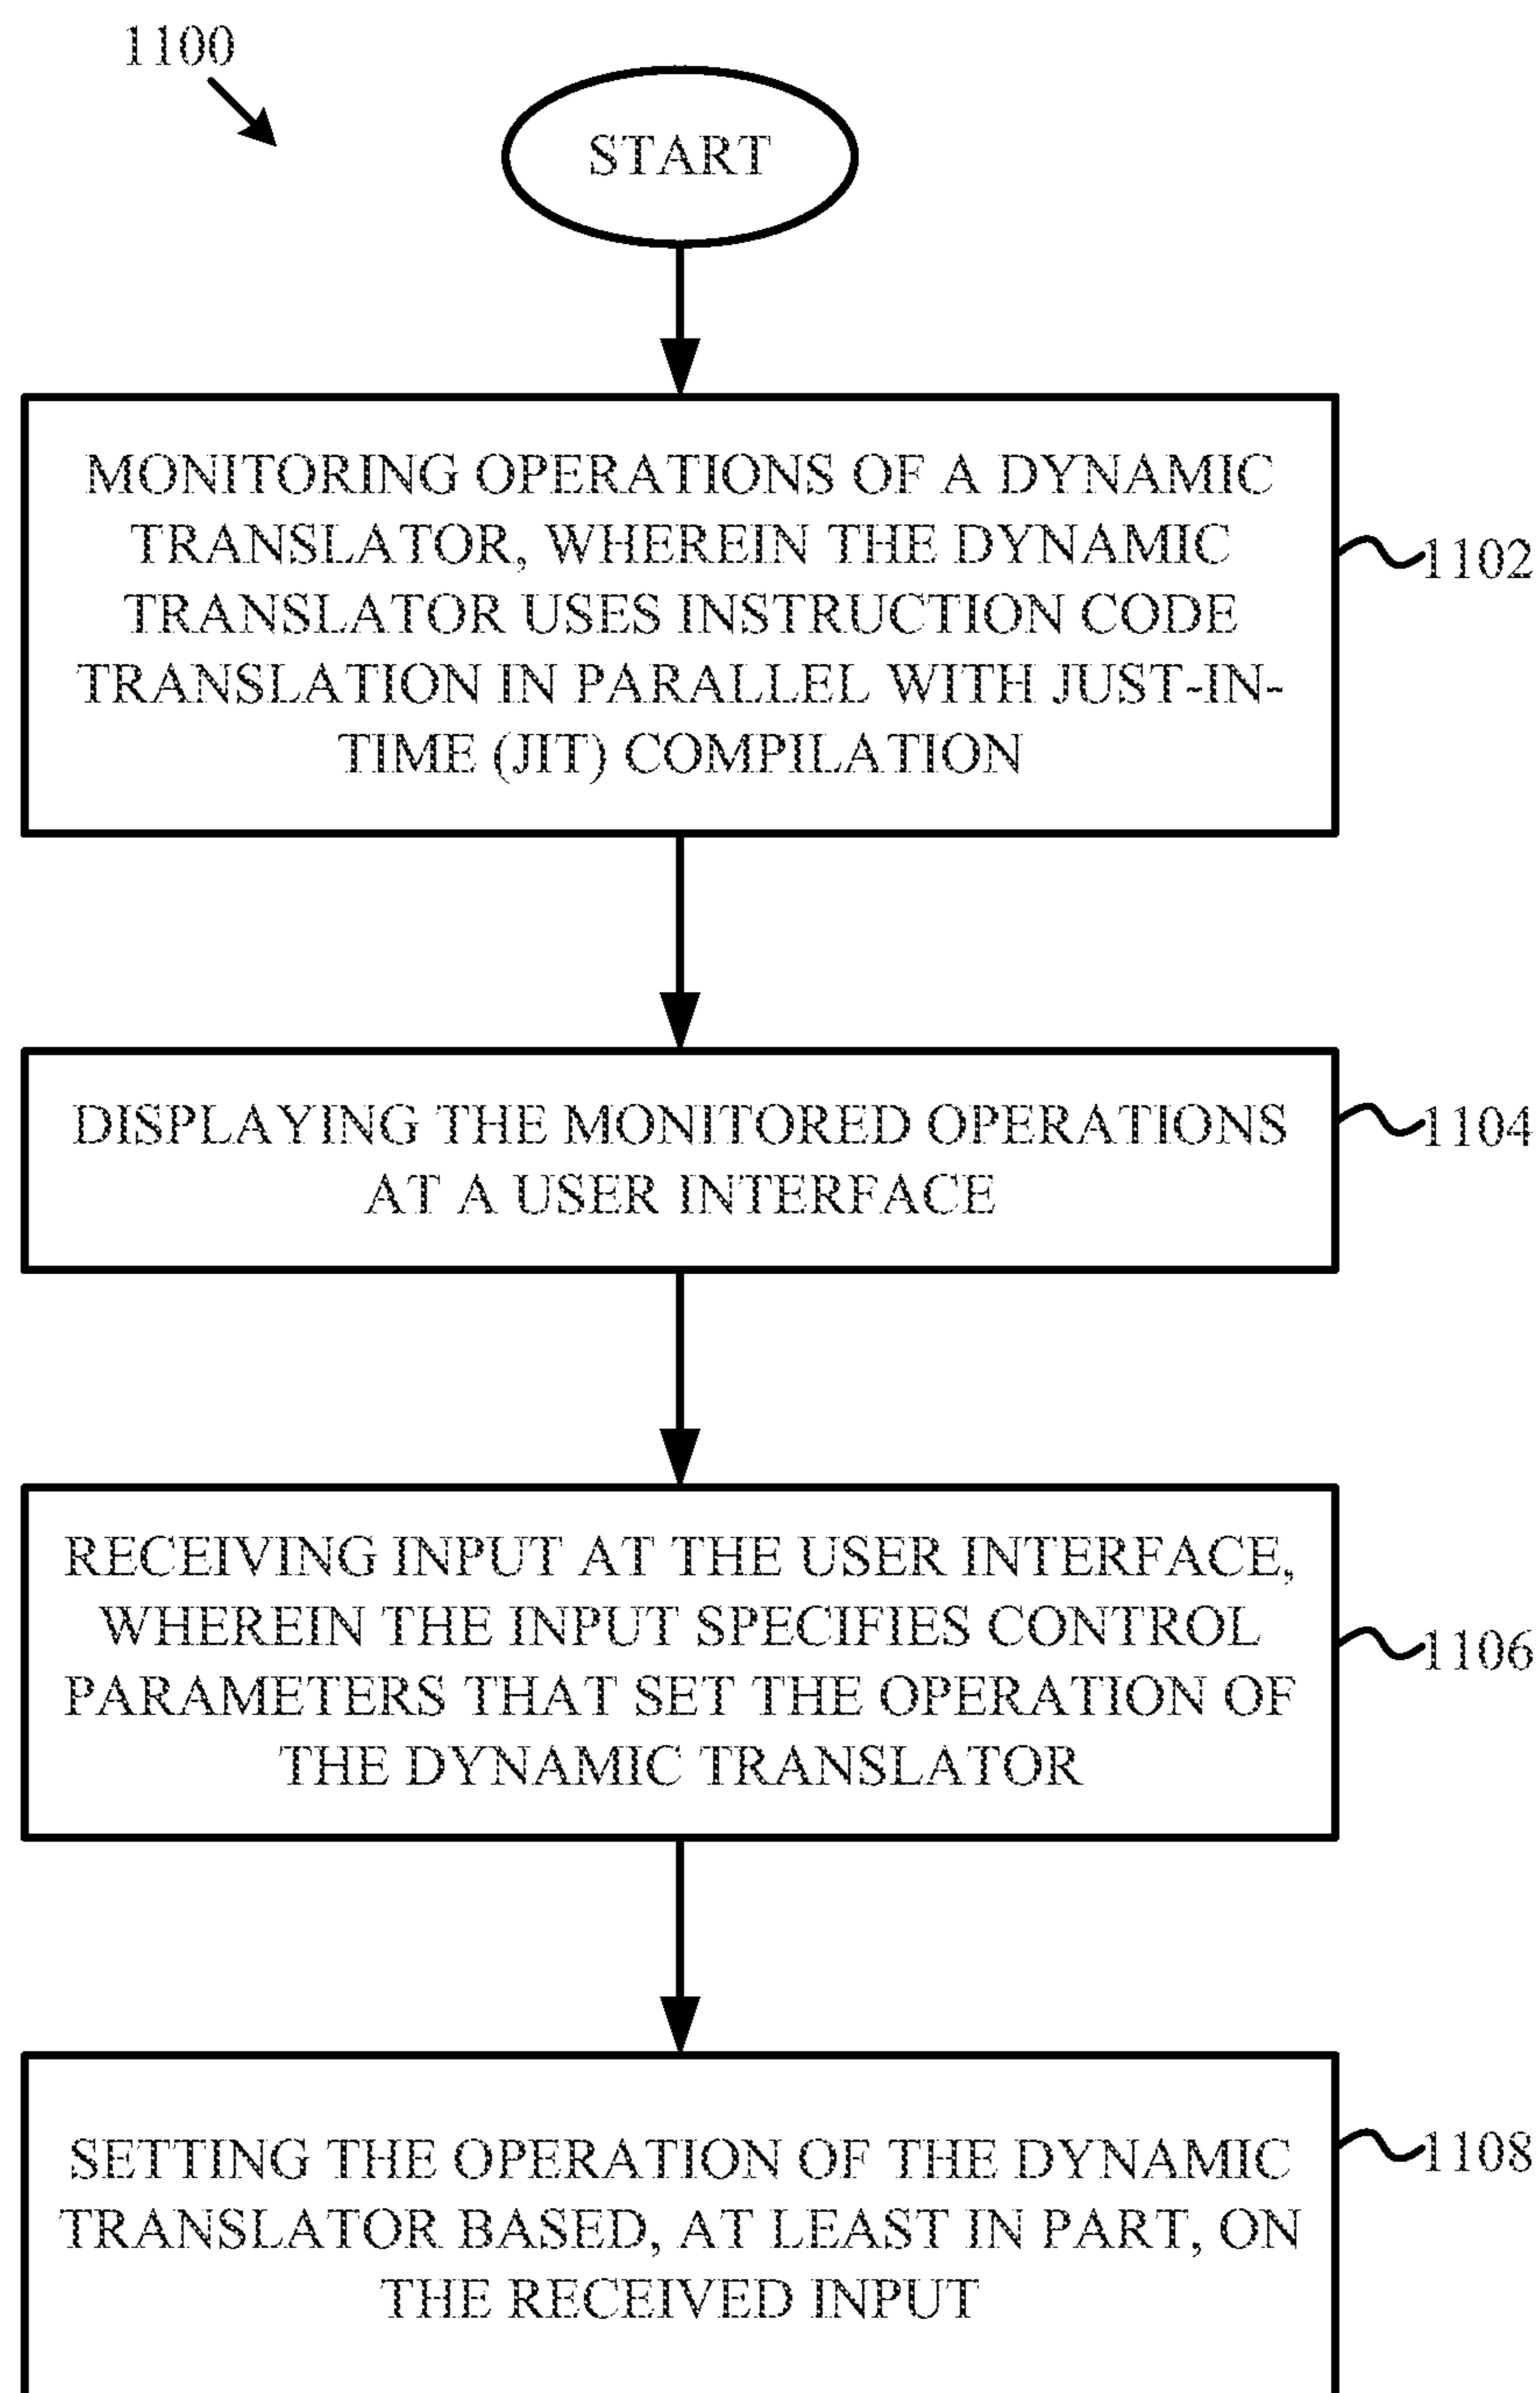 1100
START
MONITORING OPERATIONS OF A DYNAMIC
TRANSLATOR, WHEREIN THE DYNAMIC
TRANSLATOR USES INSTRUCTION CODE
TRANSLATION IN PARALLEL WITH JUST-IN-
TIME (JIT) COMPILATION
1102
DISPLAYING THE MONITORED OPERATIONS
AT A USER INTERFACE
1104
RECEIVING INPUT AT THE USER INTERFACE,
WHEREIN THE INPUT SPECIFIES CONTROL
PARAMETERS THAT SET THE OPERATION OF
THE DYNAMIC TRANSLATOR
1106
SETTING THE OPERATION OF THE DYNAMIC
TRANSLATOR BASED, AT LEAST IN PART, ON
THE RECEIVED INPUT
1108